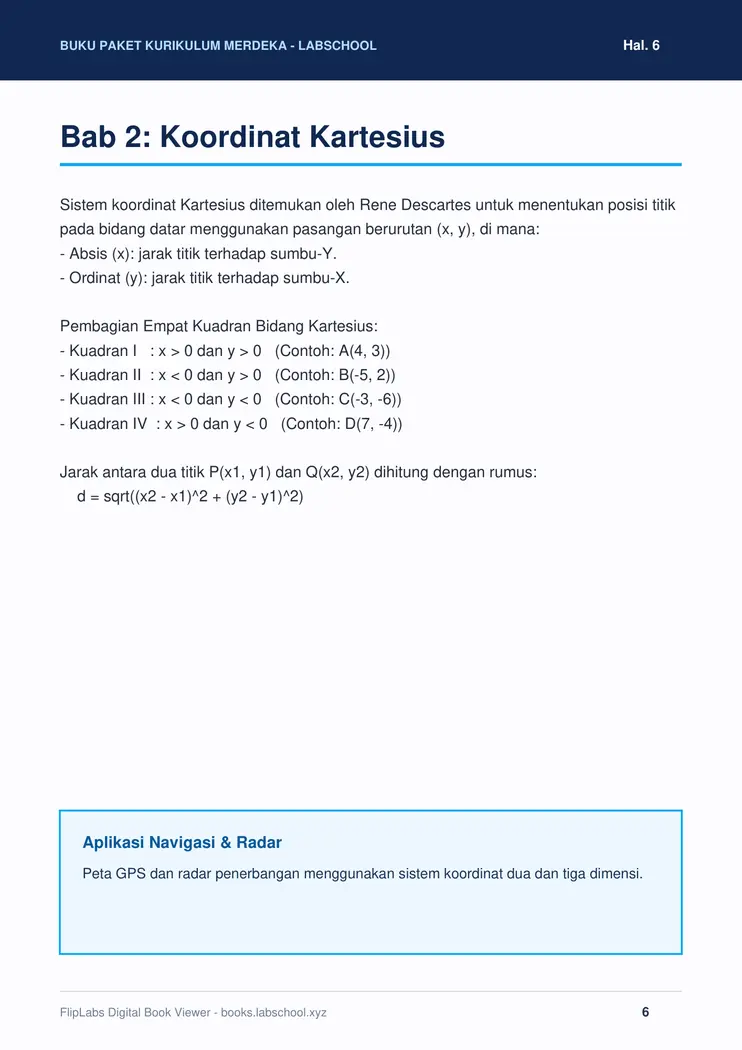 BUKU PAKET KURIKULUM MERDEKA - LABSCHOOL Hal. 6
Bab 2: Koordinat Kartesius
Sistem koordinat Kartesius ditemukan oleh Rene Descartes untuk menentukan posisi titik
pada bidang datar menggunakan pasangan berurutan (x, y), di mana:
- Absis (x): jarak titik terhadap sumbu-Y.
- Ordinat (y): jarak titik terhadap sumbu-X.
Pembagian Empat Kuadran Bidang Kartesius:
- Kuadran I : x > 0 dan y > 0 (Contoh: A(4, 3))
- Kuadran II : x < 0 dan y > 0 (Contoh: B(-5, 2))
- Kuadran III : x < 0 dan y < 0 (Contoh: C(-3, -6))
- Kuadran IV : x > 0 dan y < 0 (Contoh: D(7, -4))
Jarak antara dua titik P(x1, y1) dan Q(x2, y2) dihitung dengan rumus:
d = sqrt((x2 - x1)^2 + (y2 - y1)^2)
Aplikasi Navigasi & Radar
Peta GPS dan radar penerbangan menggunakan sistem koordinat dua dan tiga dimensi.
FlipLabs Digital Book Viewer - books.labschool.xyz 6